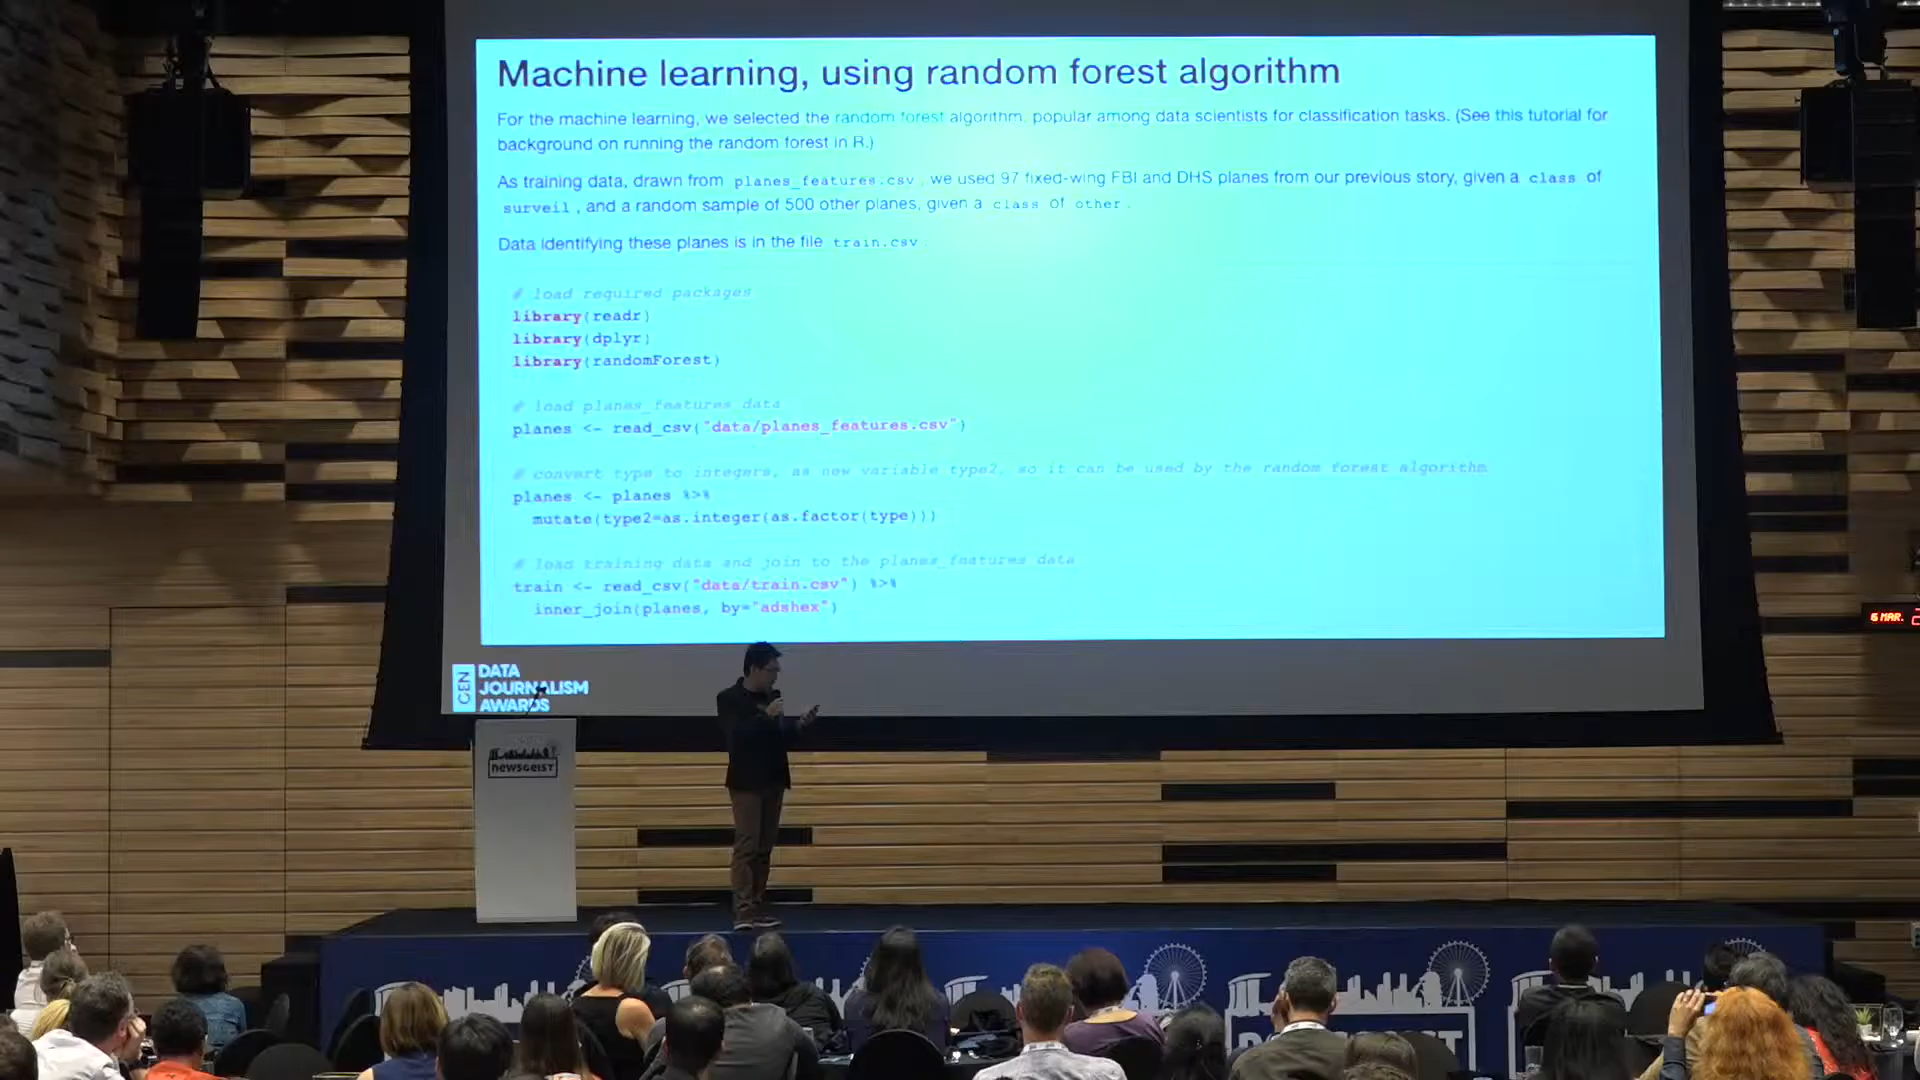 Machine learning, using random forest algorithm
For the machine learning, we selected the random forest algorithm, popular among data scientists for classification tasks. (See this tutorial for
background on running the random forest in R.)
As training data, drawn from planes_features.csv , we used 97 fixed-wing FBI and DHS planes from our previous story, given a class of
surveil , and a random sample of 500 other planes, given a class of other .
Data identifying these planes is in the file train.csv .
# load required packages
library(readr)
library(dplyr)
library(randomForest)
# load planes_features data
planes <- read_csv("data/planes_features.csv")
# convert type to integers, as new variable type2, so it can be used by the random forest algorithm
planes <- planes %>%
mutate(type2=as.integer(as.factor(type)))
# load training data and join to the planes_features data
train <- read_csv("data/train.csv") %>%
inner_join(planes, by="adshex")
6 MAR.
GEN
DATA
JOURNALISM
AWARDS
NEWSGEIST